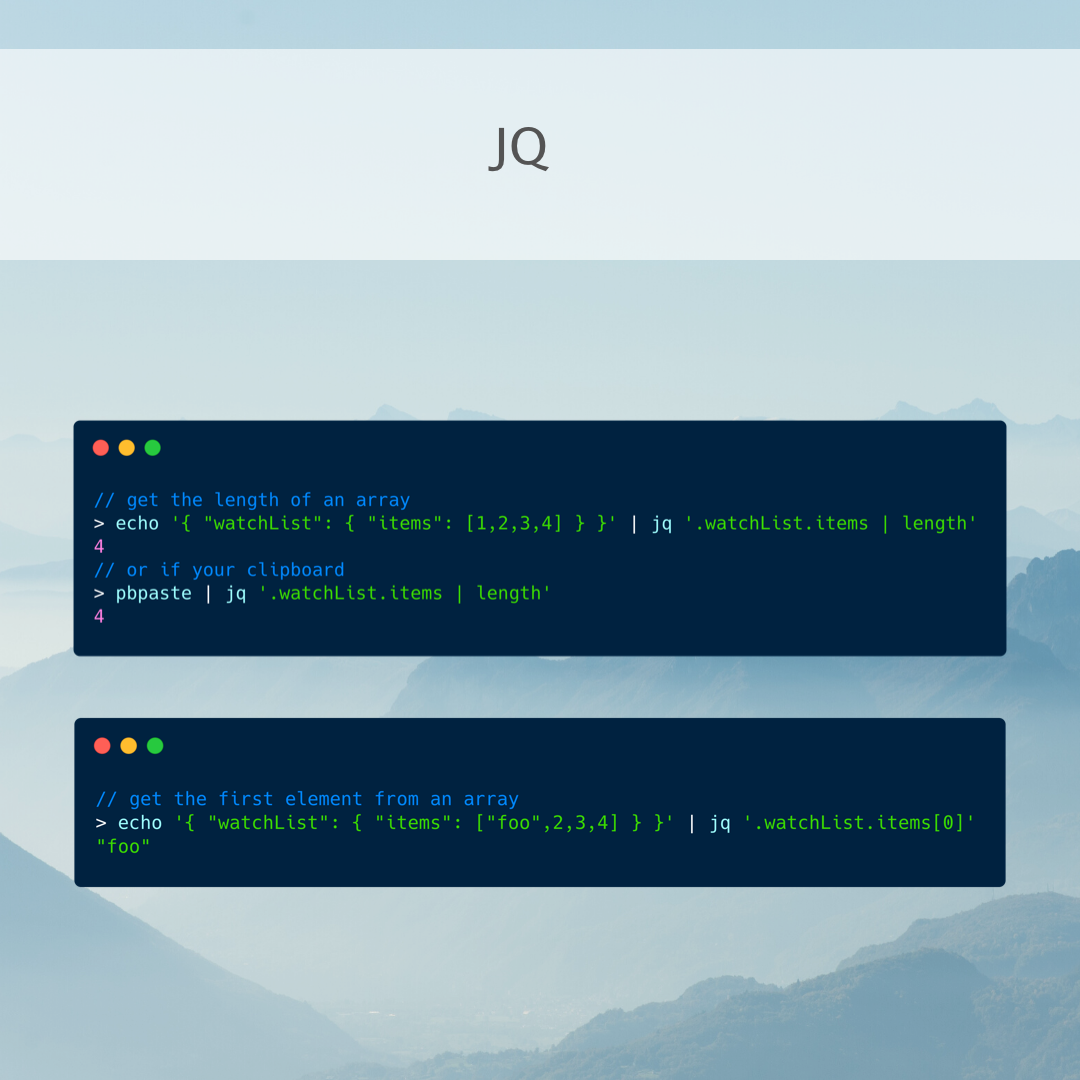 JQ
// get the length of an array
> echo '{ "watchList": { "items": [1,2,3,4] } }' | jq '.watchList.items | length'
4
// or if your clipboard
> pbpaste | jq '.watchList.items | length'
4
// get the first element from an array
> echo '{ "watchList": { "items": ["foo",2,3,4] } }' | jq '.watchList.items[0]'
"foo"